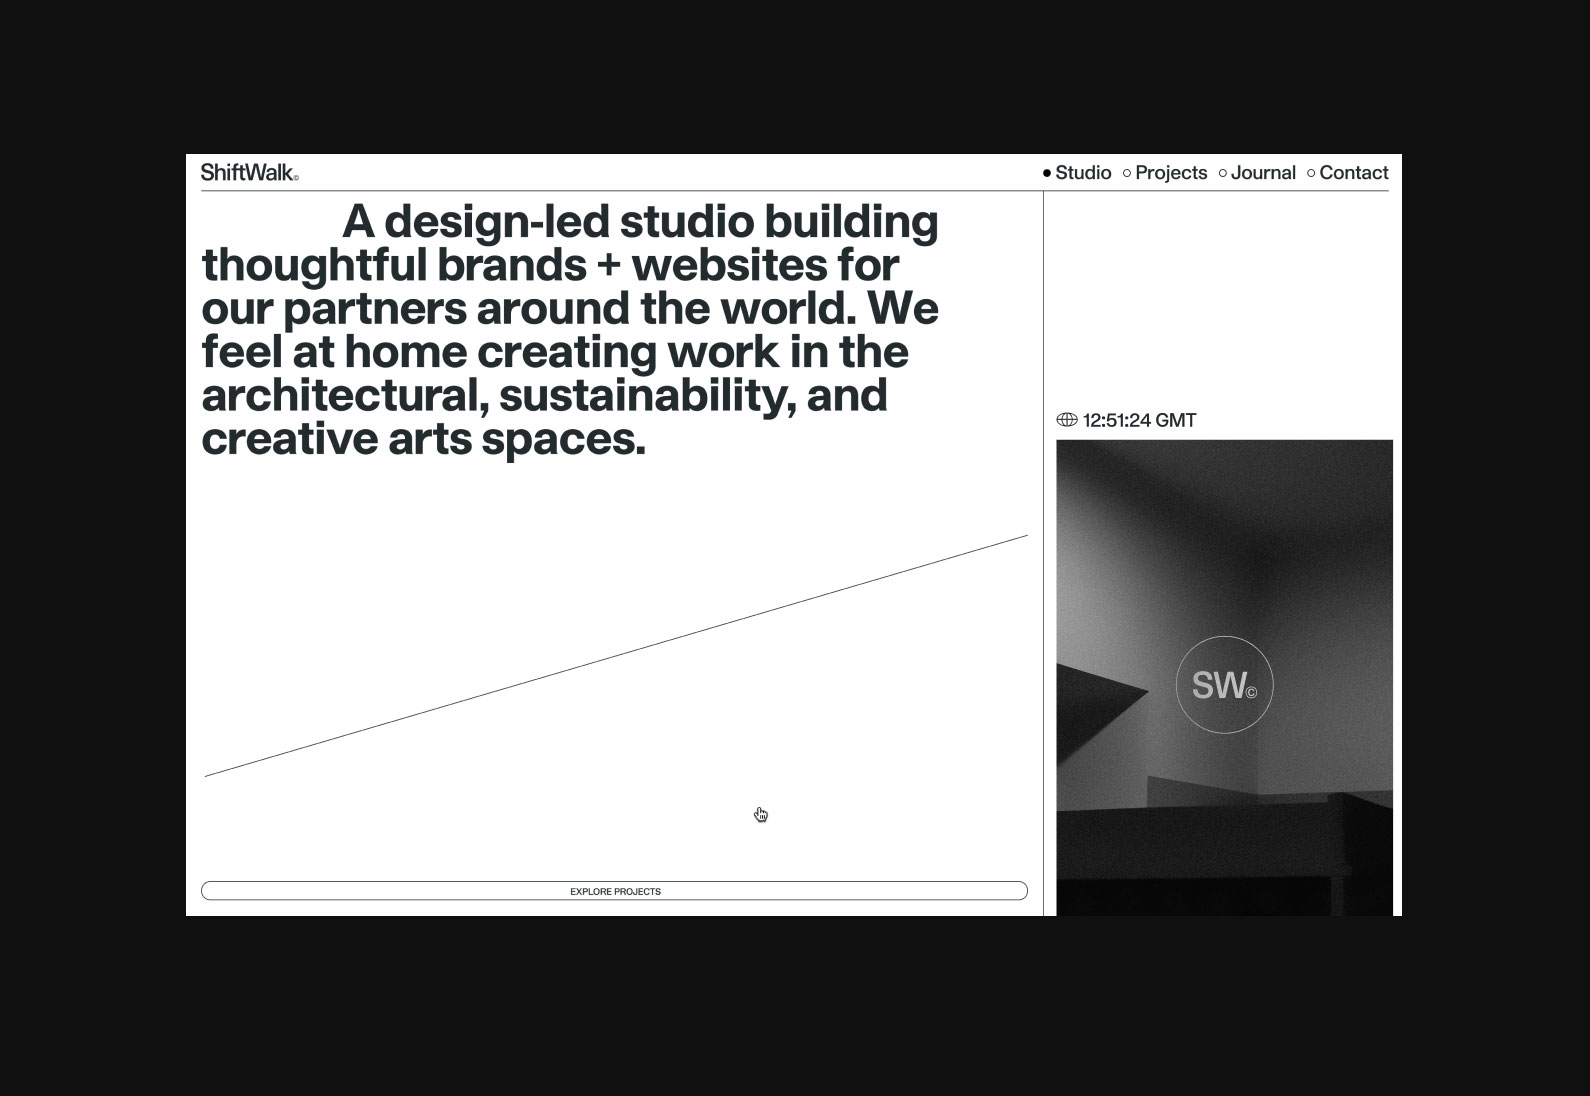 ShiftWalk©
Studio Projects Journal Contact
A design-led studio building
thoughtful brands + websites for
our partners around the world. We
feel at home creating work in the
architectural, sustainability, and
creative arts spaces.
12:51:24 GMT
SW©
EXPLORE PROJECTS